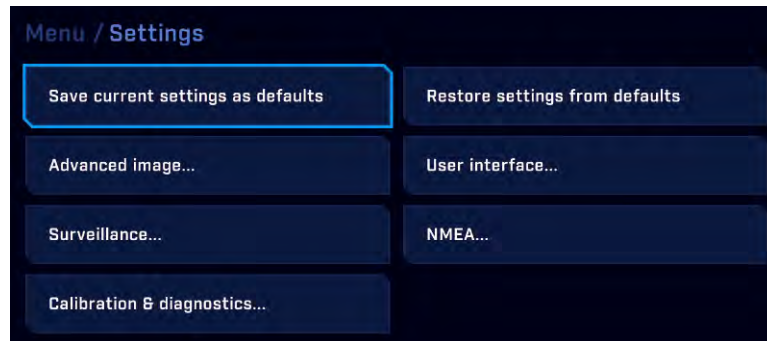 Menu / Settings
Save current settings as defaults
Restore settings from defaults
Advanced image...
User interface...
Surveillance...
NMEA...
Calibration & diagnostics...